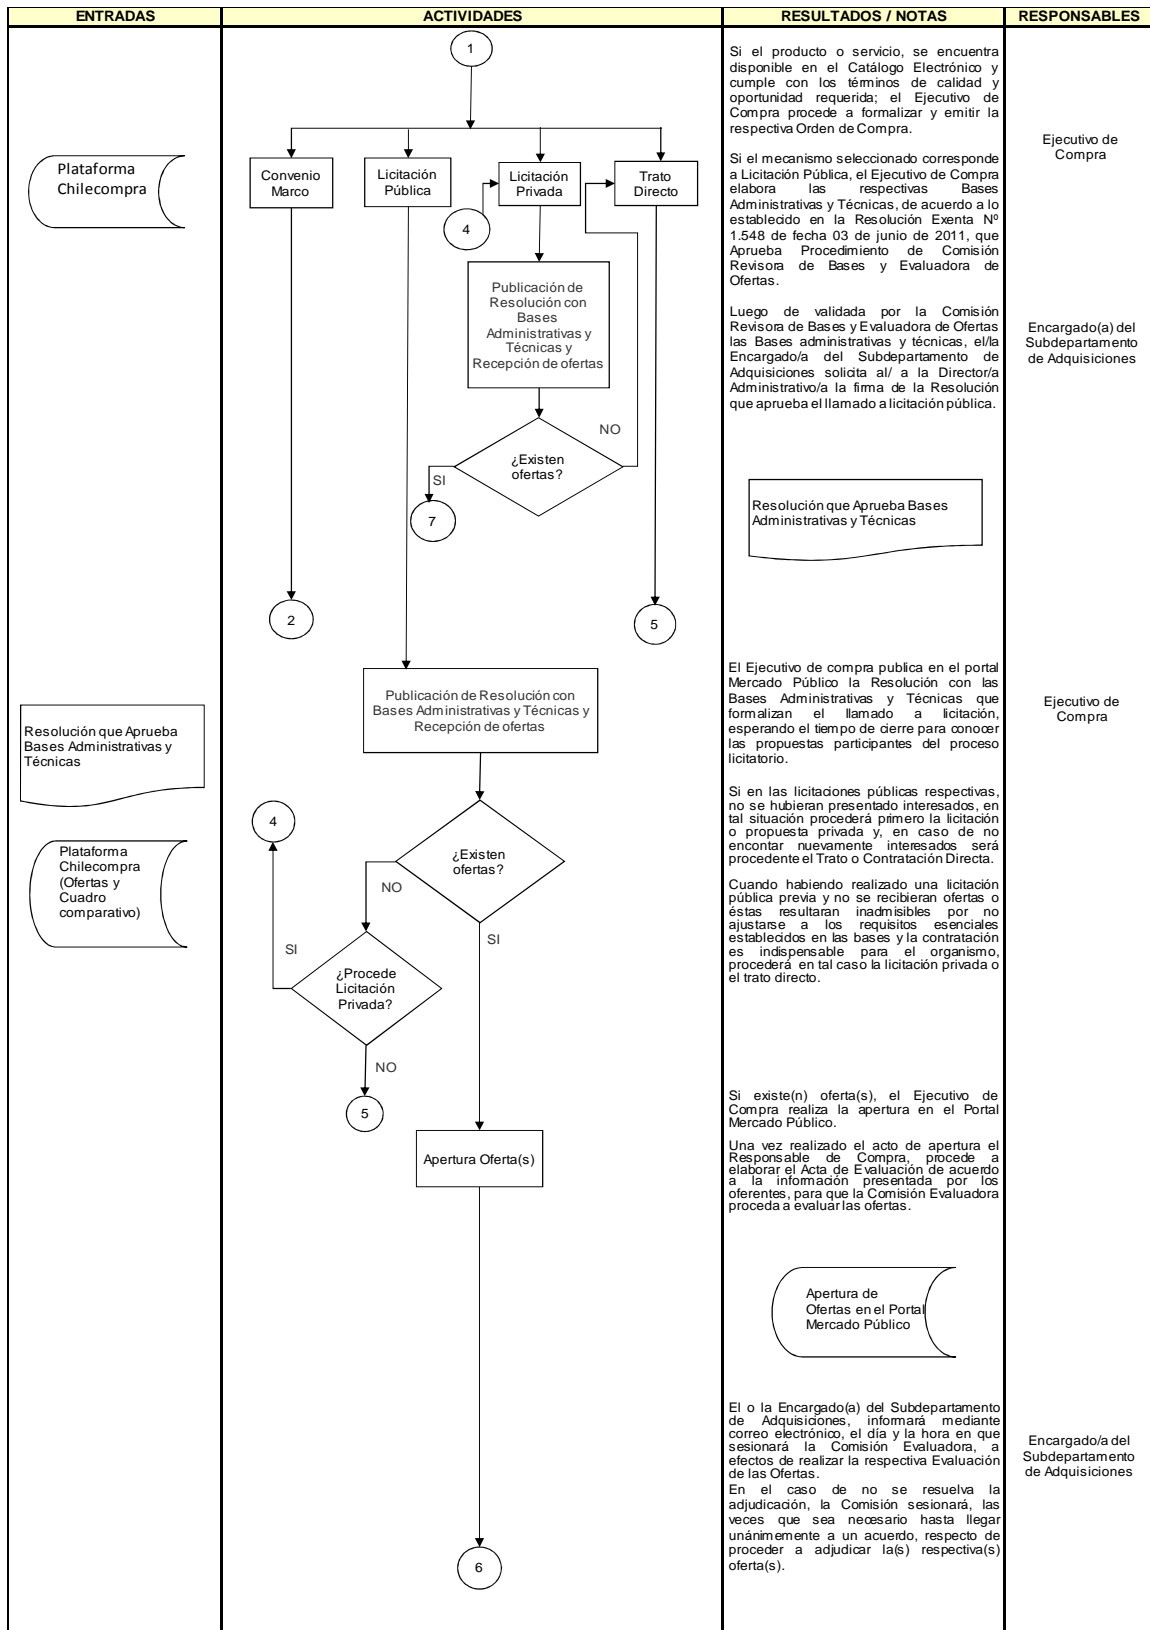 ENTRADAS
ACTIVIDADES
RESULTADOS / NOTAS
RESPONSABLES
Plataforma
Chilecompra
Resolución que Aprueba
Bases Administrativas y
Técnicas
Plataforma
Chilecompra
(Ofertas y
Cuadro
comparativo)
1
Convenio
Marco
Licitación
Pública
Licitación
Privada
Trato
Directo
4
Publicación de
Resolución con
Bases
Administrativas y
Técnicas y
Recepción de ofertas
NO
¿Existen
ofertas?
SI
7
2
5
Publicación de Resolución con
Bases Administrativas y Técnicas y
Recepción de ofertas
4
¿Existen
ofertas?
NO
SI
SI
¿Procede
Licitación
Privada?
NO
5
Apertura Oferta(s)
6
Si el producto o servicio, se encuentra
disponible en el Catálogo Electrónico y
cumple con los términos de calidad y
oportunidad requerida; el Ejecutivo de
Compra procede a formalizar y emitir la
respectiva Orden de Compra.
Si el mecanismo seleccionado corresponde
a Licitación Pública, el Ejecutivo de Compra
elabora las respectivas Bases
Administrativas y Técnicas, de acuerdo a lo
establecido en la Resolución Exenta Nº
1.548 de fecha 03 de junio de 2011, que
Aprueba Procedimiento de Comisión
Revisora de Bases y Evaluadora de
Ofertas.
Luego de validada por la Comisión
Revisora de Bases y Evaluadora de Ofertas
las Bases administrativas y técnicas, el/la
Encargado/a del Subdepartamento de
Adquisiciones solicita al/ a la Director/a
Administrativo/a la firma de la Resolución
que aprueba el llamado a licitación pública.
Resolución que Aprueba Bases
Administrativas y Técnicas
El Ejecutivo de compra publica en el portal
Mercado Público la Resolución con las
Bases Administrativas y Técnicas que
formalizan el llamado a licitación,
esperando el tiempo de cierre para conocer
las propuestas participantes del proceso
licitatorio.
Si en las licitaciones públicas respectivas,
no se hubieran presentado interesados, en
tal situación procederá primero la licitación
o propuesta privada y, en caso de no
encontar nuevamente interesados será
procedente el Trato o Contratación Directa.
Cuando habiendo realizado una licitación
pública previa y no se recibieran ofertas o
éstas resultaran inadmisibles por no
ajustarse a los requisitos esenciales
establecidos en las bases y la contratación
es indispensable para el organismo,
procederá en tal caso la licitación privada o
el trato directo.
Si existe(n) oferta(s), el Ejecutivo de
Compra realiza la apertura en el Portal
Mercado Público.
Una vez realizado el acto de apertura el
Responsable de Compra, procede a
elaborar el Acta de Evaluación de acuerdo
a la información presentada por los
oferentes, para que la Comisión Evaluadora
proceda a evaluar las ofertas.
Apertura de
Ofertas en el Portal
Mercado Público
El o la Encargado(a) del Subdepartamento
de Adquisiciones, informará mediante
correo electrónico, el día y la hora en que
sesionará la Comisión Evaluadora, a
efectos de realizar la respectiva Evaluación
de las Ofertas.
En el caso de no se resuelva la
adjudicación, la Comisión sesionará, las
veces que sea necesario hasta llegar
unánimemente a un acuerdo, respecto de
proceder a adjudicar la(s) respectiva(s)
oferta(s).
Ejecutivo de
Compra
Encargado(a) del
Subdepartamento
de Adquisiciones
Ejecutivo de
Compra
Encargado/a del
Subdepartamento
de Adquisiciones